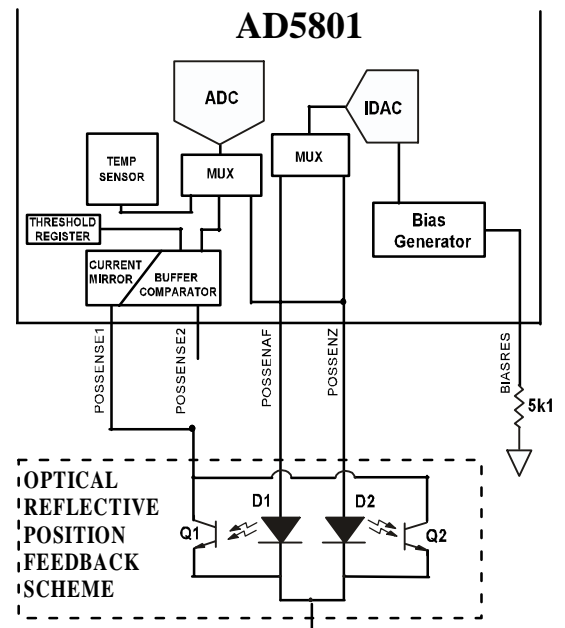 AD5801
ADC
IDAC
TEMP
SENSOR
MUX
MUX
THRESHOLD
REGISTER
Bias
Generator
CURRENT
MIRROR
BUFFER
COMPARATOR
POSSENSE1
POSSENSE2
POSSENAF
POSSENZ
BIASRES
5k1
OPTICAL
REFLECTIVE
POSITION
FEEDBACK
SCHEME
Q1
D1
D2
Q2